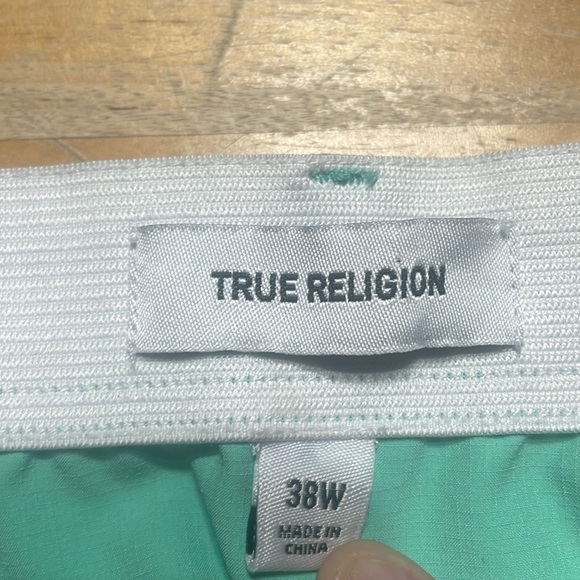 TRUE RELIGION
38W
MADE IN
CHINA